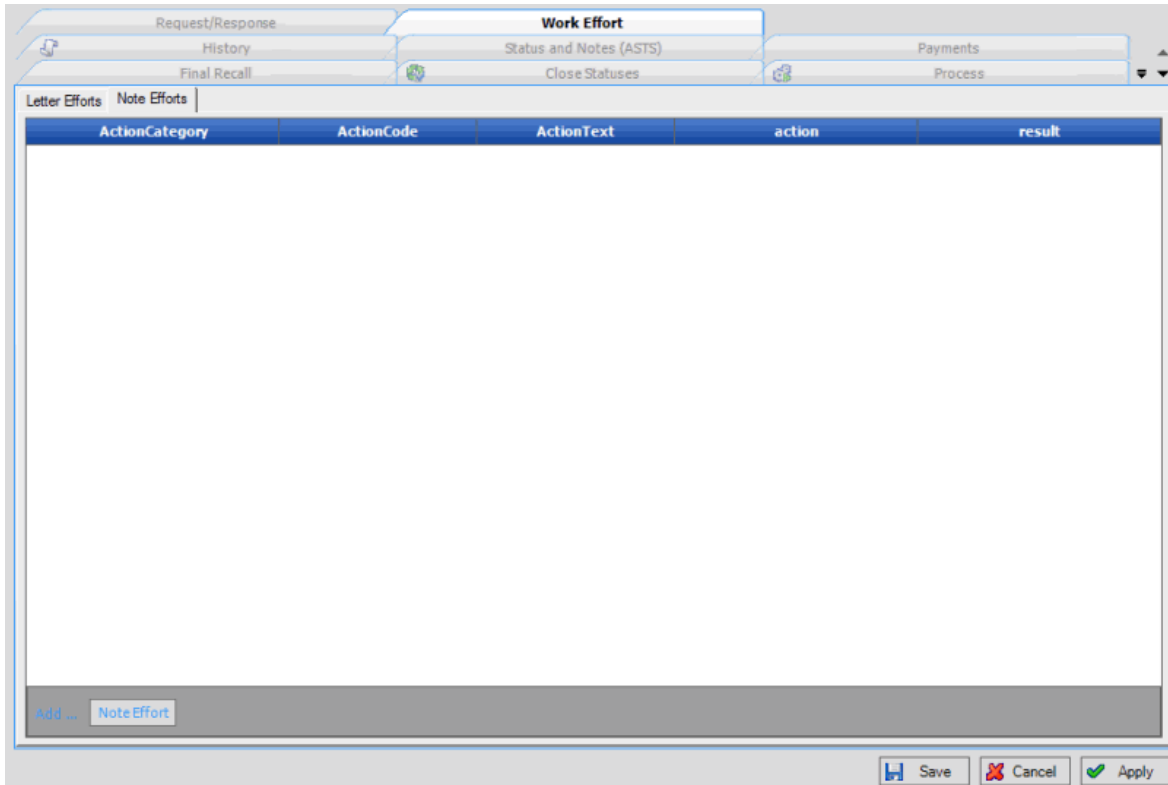 Request/Response Work Effort
History Status and Notes (ASTS) Payments
Final Recall Close Statuses Process
Letter Efforts Note Efforts
ActionCategory ActionCode ActionText action result
Add ... Note Effort
Save Cancel Apply